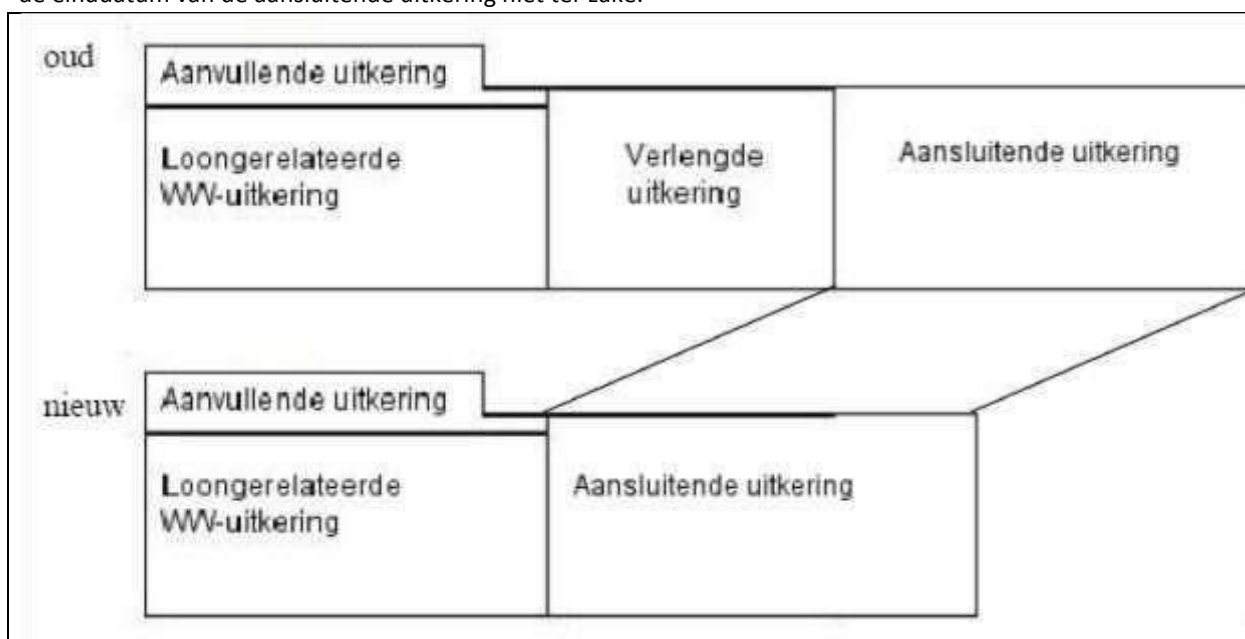 de einddatum van de aansluitende uitkering niet ter zake.
oud
Aanvullende uitkering
Loongerelateerde
WW-uitkering
Verlengde
uitkering
Aansluitende uitkering
nieuw
Aanvullende uitkering
Loongerelateerde
WW-uitkering
Aansluitende uitkering